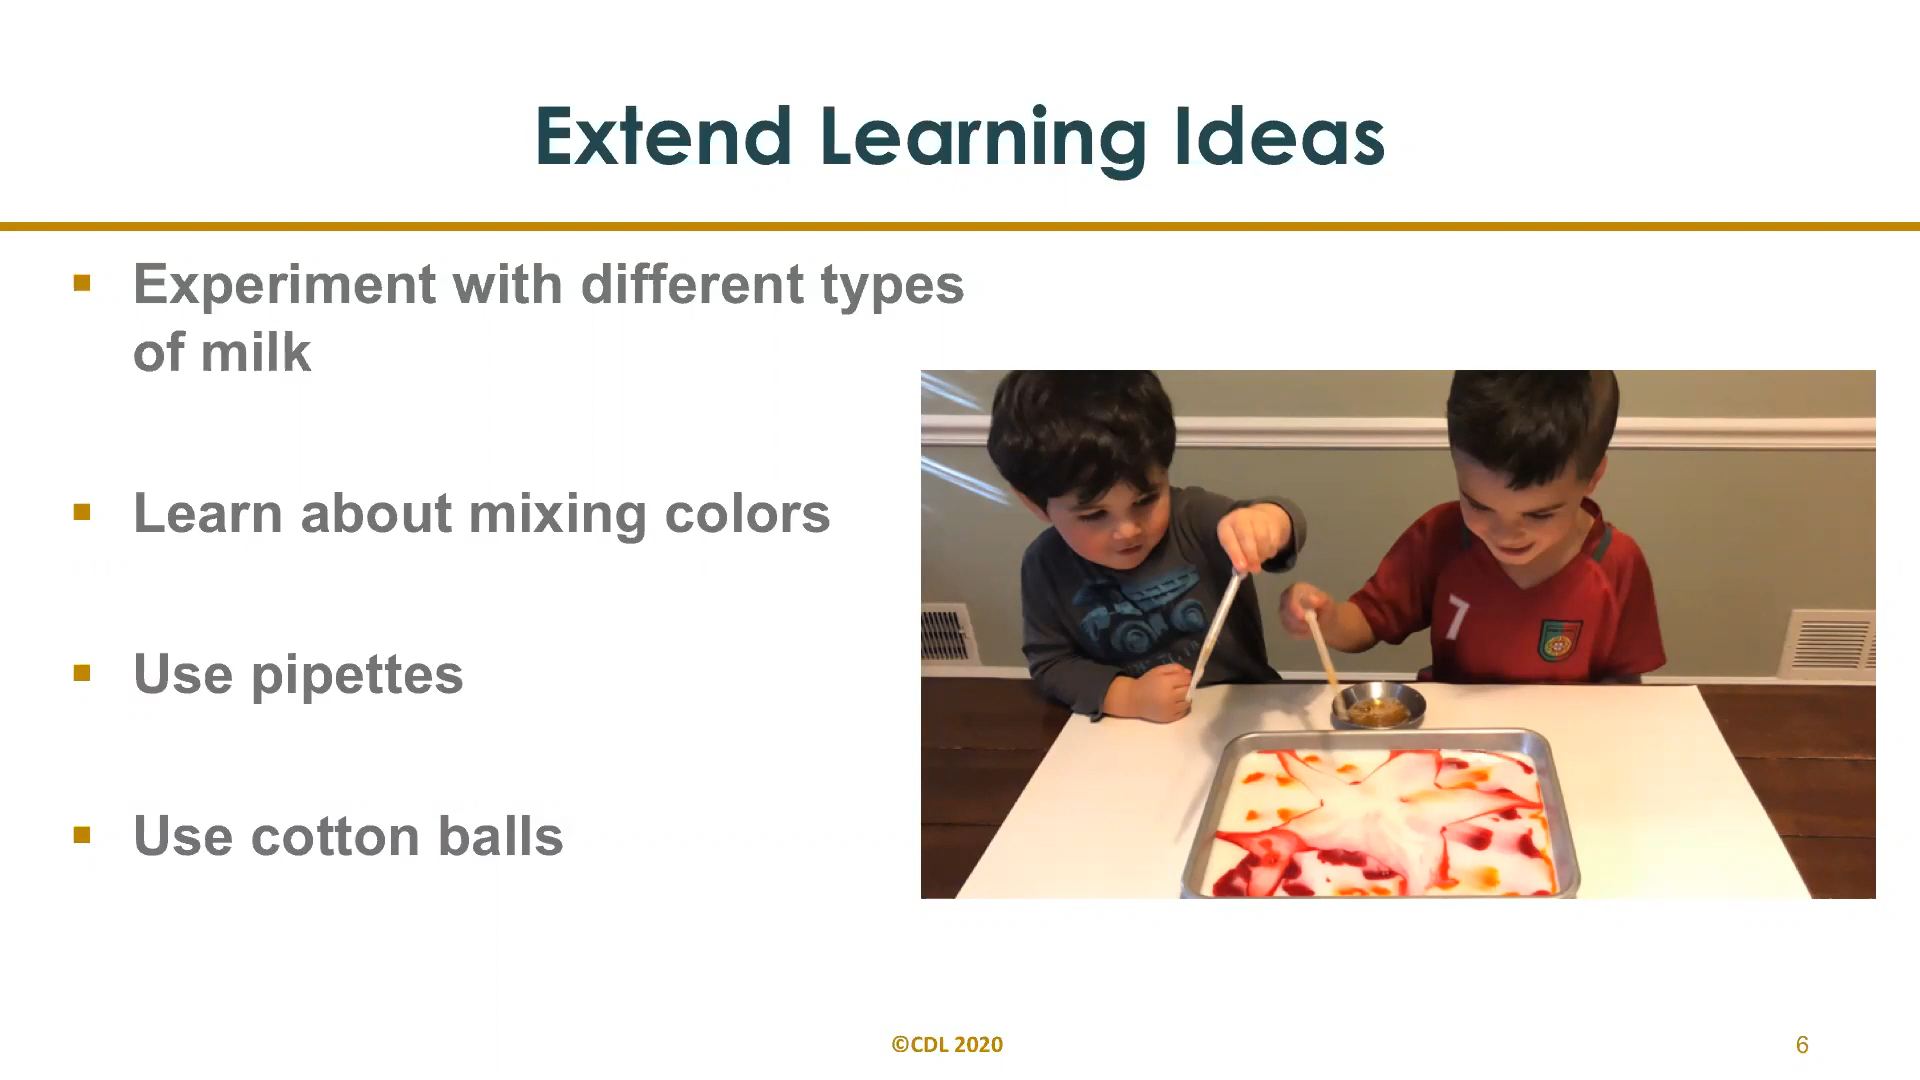 Extend Learning Ideas
▪ Experiment with different types
of milk
▪ Learn about mixing colors
▪ Use pipettes
▪ Use cotton balls
7
©CDL 2020
6